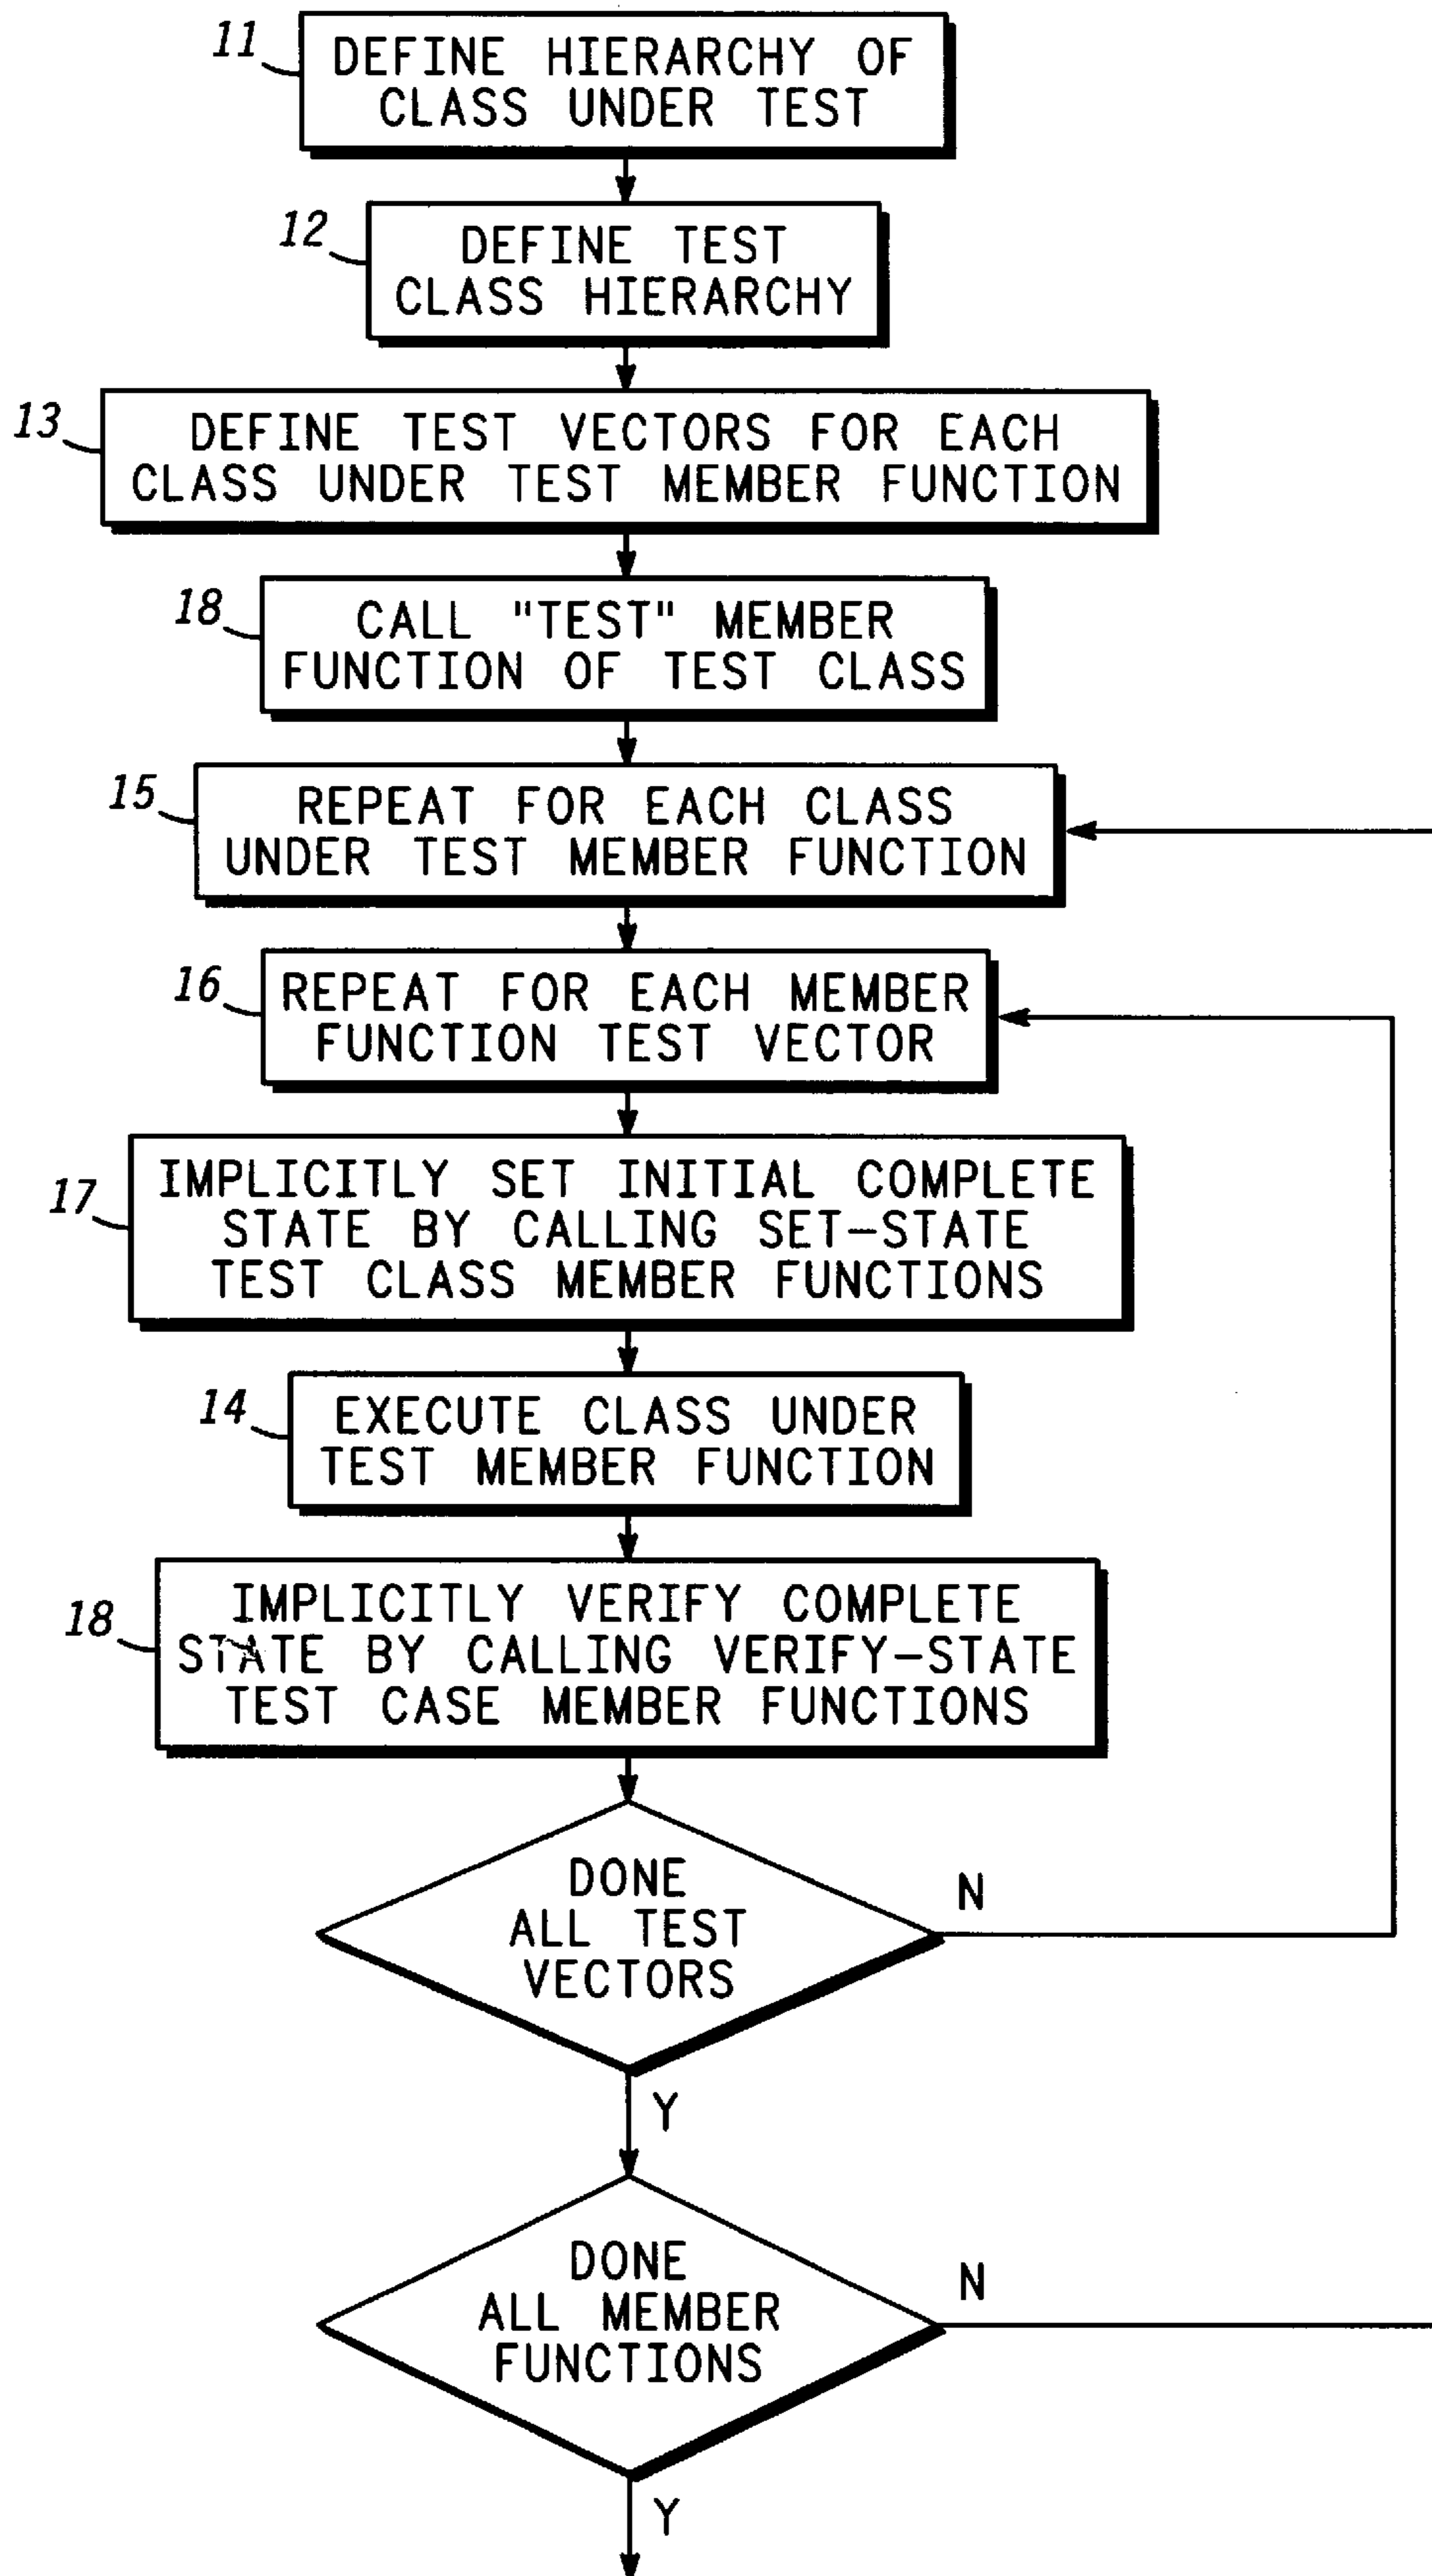 11
DEFINE HIERARCHY OF
CLASS UNDER TEST
12
DEFINE TEST
CLASS HIERARCHY
13
DEFINE TEST VECTORS FOR EACH
CLASS UNDER TEST MEMBER FUNCTION
18
CALL "TEST" MEMBER
FUNCTION OF TEST CLASS
15
REPEAT FOR EACH CLASS
UNDER TEST MEMBER FUNCTION
16
REPEAT FOR EACH MEMBER
FUNCTION TEST VECTOR
17
IMPLICITLY SET INITIAL COMPLETE
STATE BY CALLING SET-STATE
TEST CLASS MEMBER FUNCTIONS
14
EXECUTE CLASS UNDER
TEST MEMBER FUNCTION
18
IMPLICITLY VERIFY COMPLETE
STATE BY CALLING VERIFY-STATE
TEST CASE MEMBER FUNCTIONS
DONE
ALL TEST
VECTORS
N
Y
DONE
ALL MEMBER
FUNCTIONS
N
Y